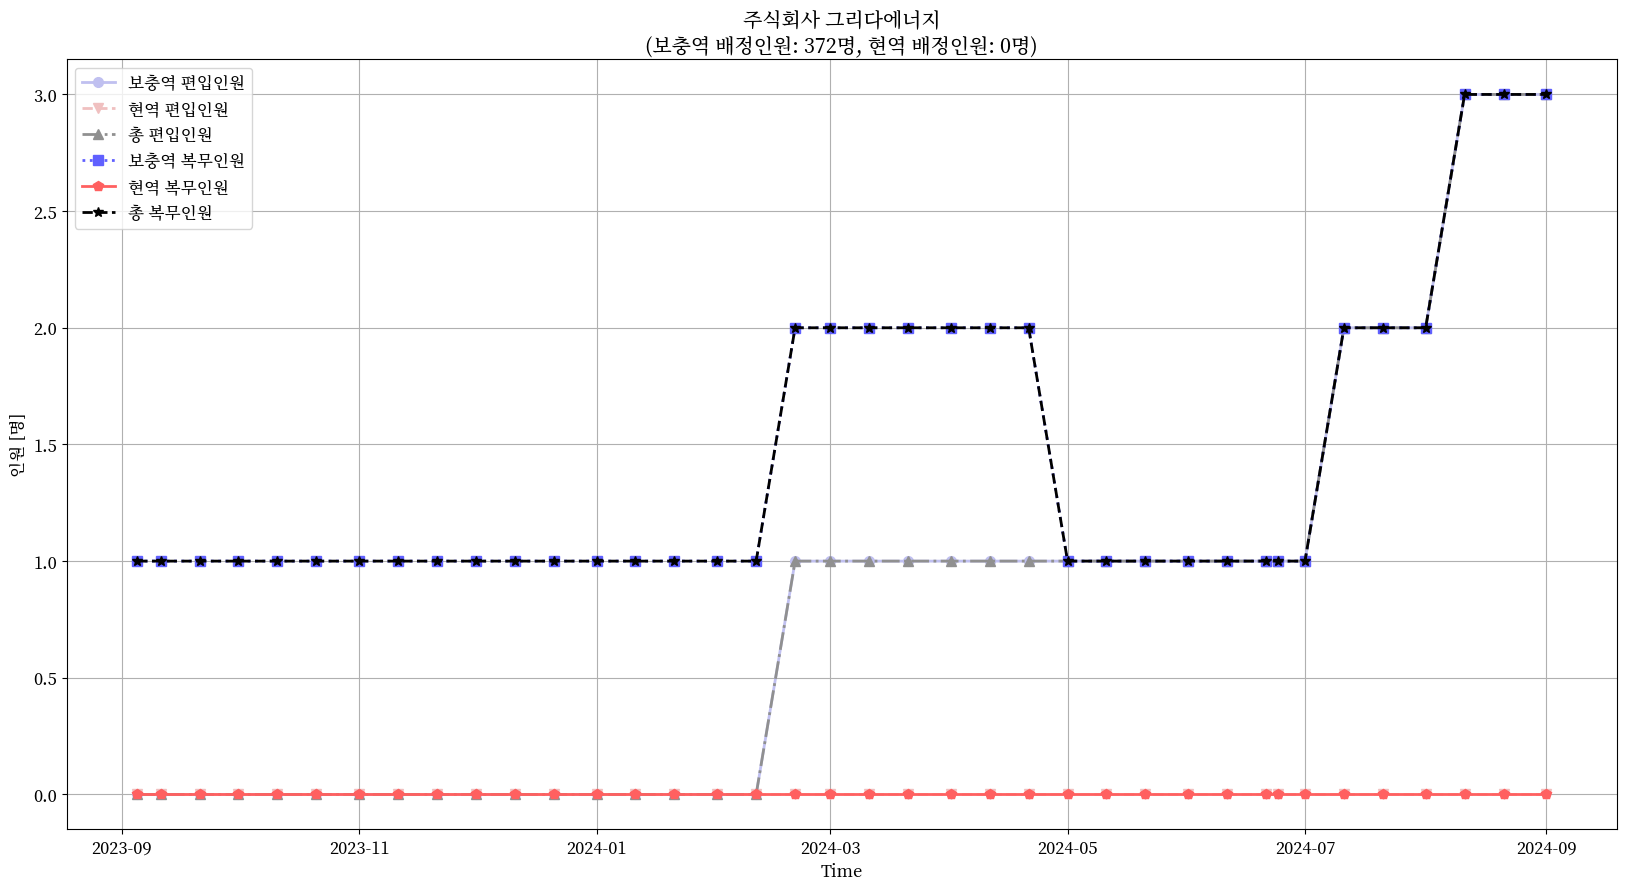 주식회사 그리다에너지
(보충역 배정인원: 372명, 현역 배정인원: 0명)
보충역 편입인원
현역 편입인원
총 편입인원
보충역 복무인원
현역 복무인원
총 복무인원
3.0
2.5
2.0
1.5
1.0
0.5
0.0
인원 [명]
2023-09
2023-11
2024-01
2024-03
2024-05
2024-07
2024-09
Time